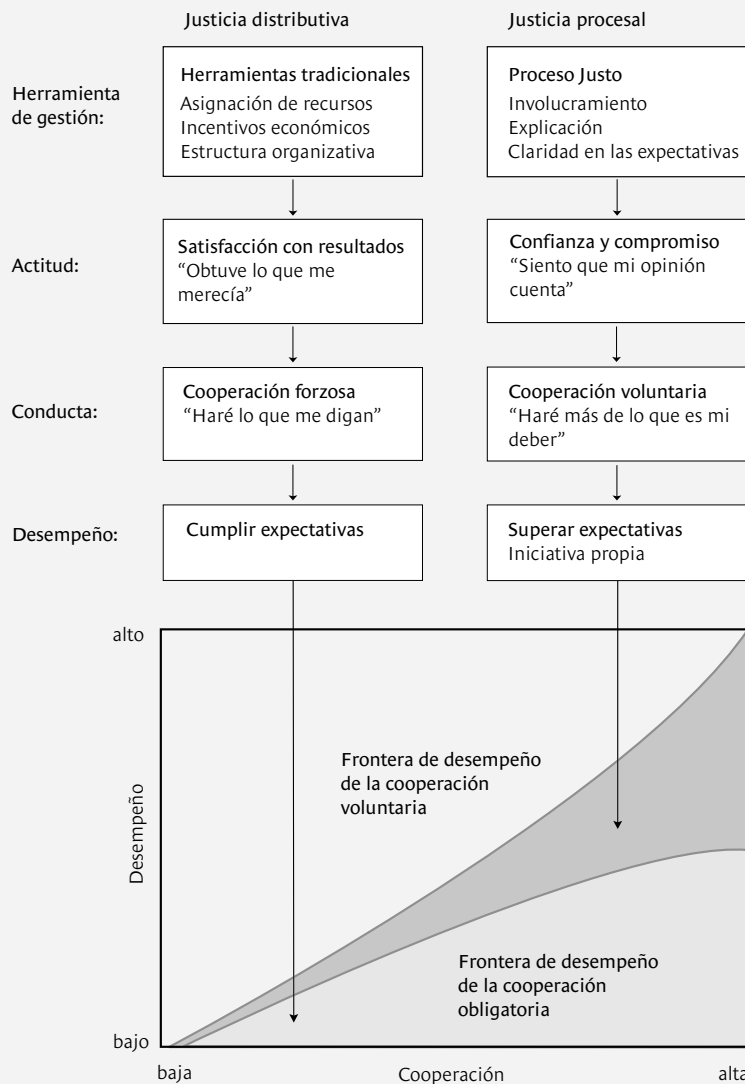 Justicia distributiva
Justicia procesal
Herramienta
de gestión:
Herramientas tradicionales
Asignación de recursos
Incentivos económicos
Estructura organizativa
Proceso Justo
Involucramiento
Explicación
Claridad en las expectativas
Actitud:
Satisfacción con resultados
“Obtuve lo que me
merecía”
Confianza y compromiso
“Siento que mi opinión
cuenta”
Conducta:
Cooperación forzosa
“Haré lo que me digan”
Cooperación voluntaria
“Haré más de lo que es mi
deber”
Desempeño:
Cumplir expectativas
Superar expectativas
Iniciativa propia
alto
Frontera de desempeño
de la cooperación
voluntaria
Desempeño
Frontera de desempeño
de la cooperación
obligatoria
bajo
baja
Cooperación
alta